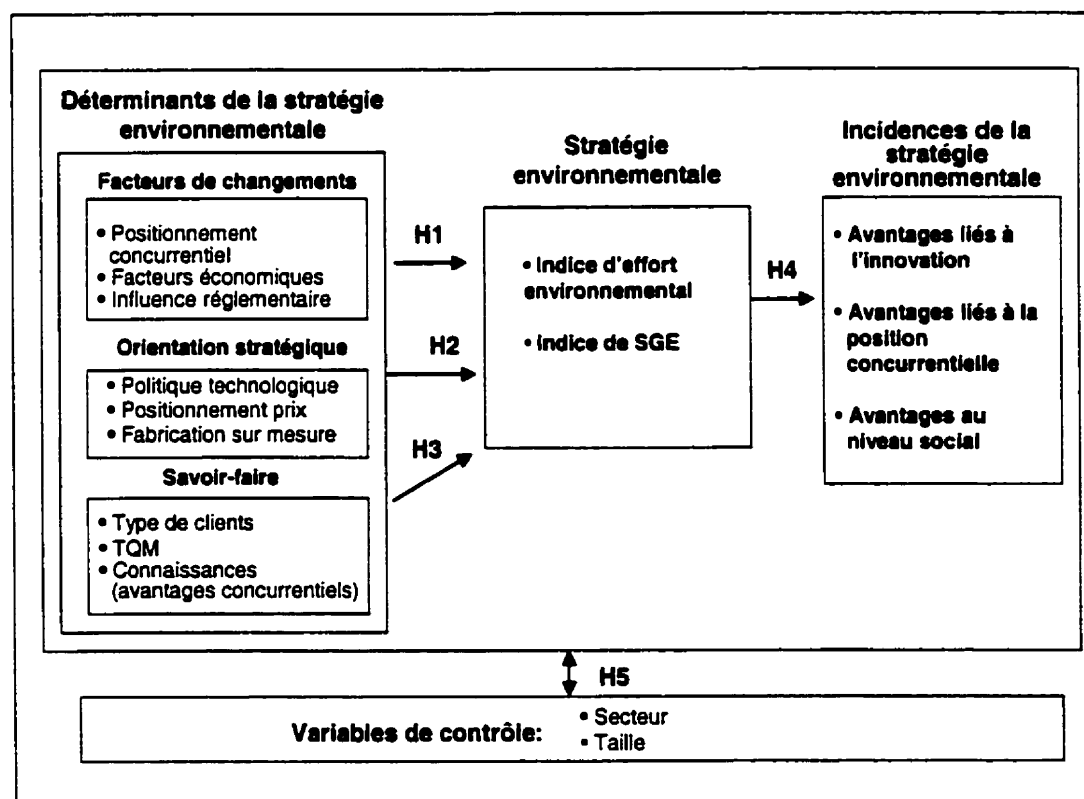 Déterminants de la stratégie
environnementale
Facteurs de changements
• Positionnement
concurrentiel
• Facteurs économiques
• Influence réglementaire
Orientation stratégique
• Politique technologique
• Positionnement prix
• Fabrication sur mesure
Savoir-faire
• Type de clients
• TQM
• Connaissances
(avantages concurrentiels)
H1
H2
H3
Stratégie
environnementale
• Indice d'effort
environnemental
• Indice de SGE
H4
Incidences de la
stratégie
environnementale
• Avantages liés à
l'innovation
• Avantages liés à la
position
concurrentielle
• Avantages au
niveau social
H5
Variables de contrôle:
• Secteur
• Taille